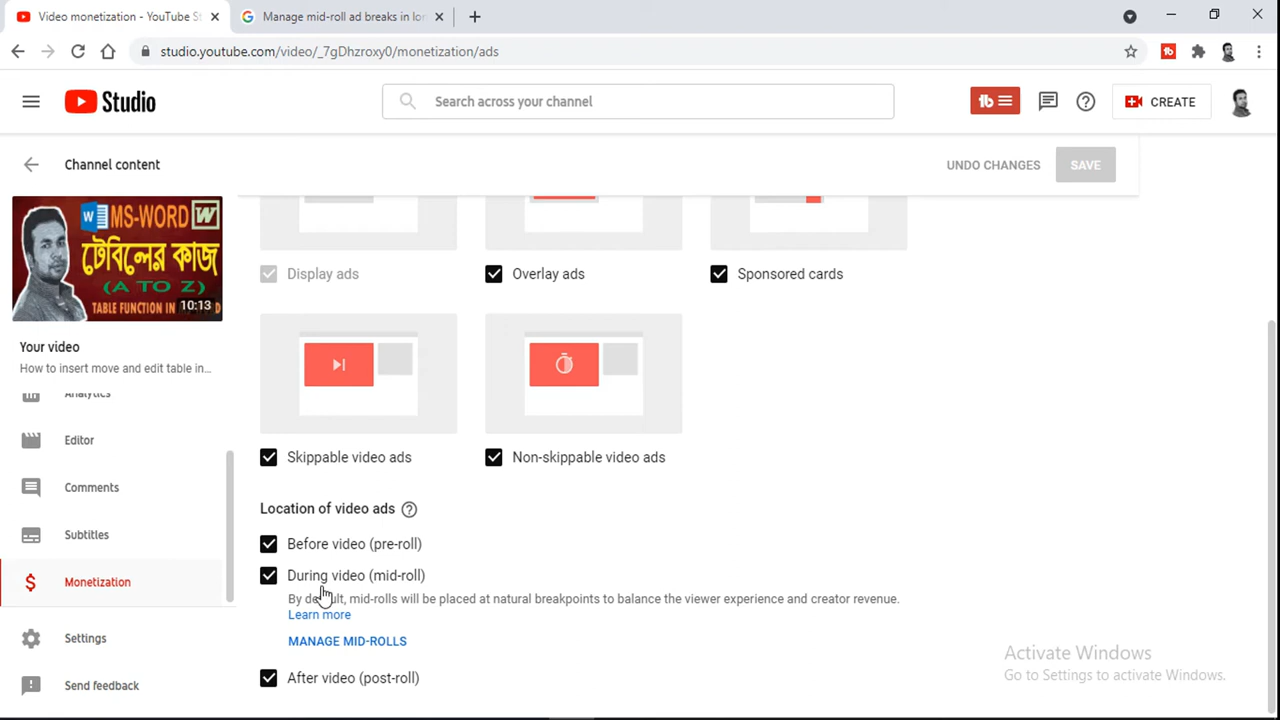 Video monetization - YouTube St
Manage mid-roll ad breaks in lon
studio.youtube.com/video/_7gDhzroxy0/monetization/ads
Studio
Search across your channel
tb
CREATE
Channel content
UNDO CHANGES
SAVE
MS-WORD
টেবিলের কাজ
(A TO Z)
10:13
TABLE FUNCTION IN
Display ads
Overlay ads
Sponsored cards
Your video
How to insert move and edit table in...
Analytics
Editor
Comments
Subtitles
Monetization
Settings
Send feedback
Skippable video ads
Non-skippable video ads
Location of video ads
Before video (pre-roll)
During video (mid-roll)
By default, mid-rolls will be placed at natural breakpoints to balance the viewer experience and creator revenue.
Learn more
MANAGE MID-ROLLS
After video (post-roll)
Activate Windows
Go to Settings to activate Windows.